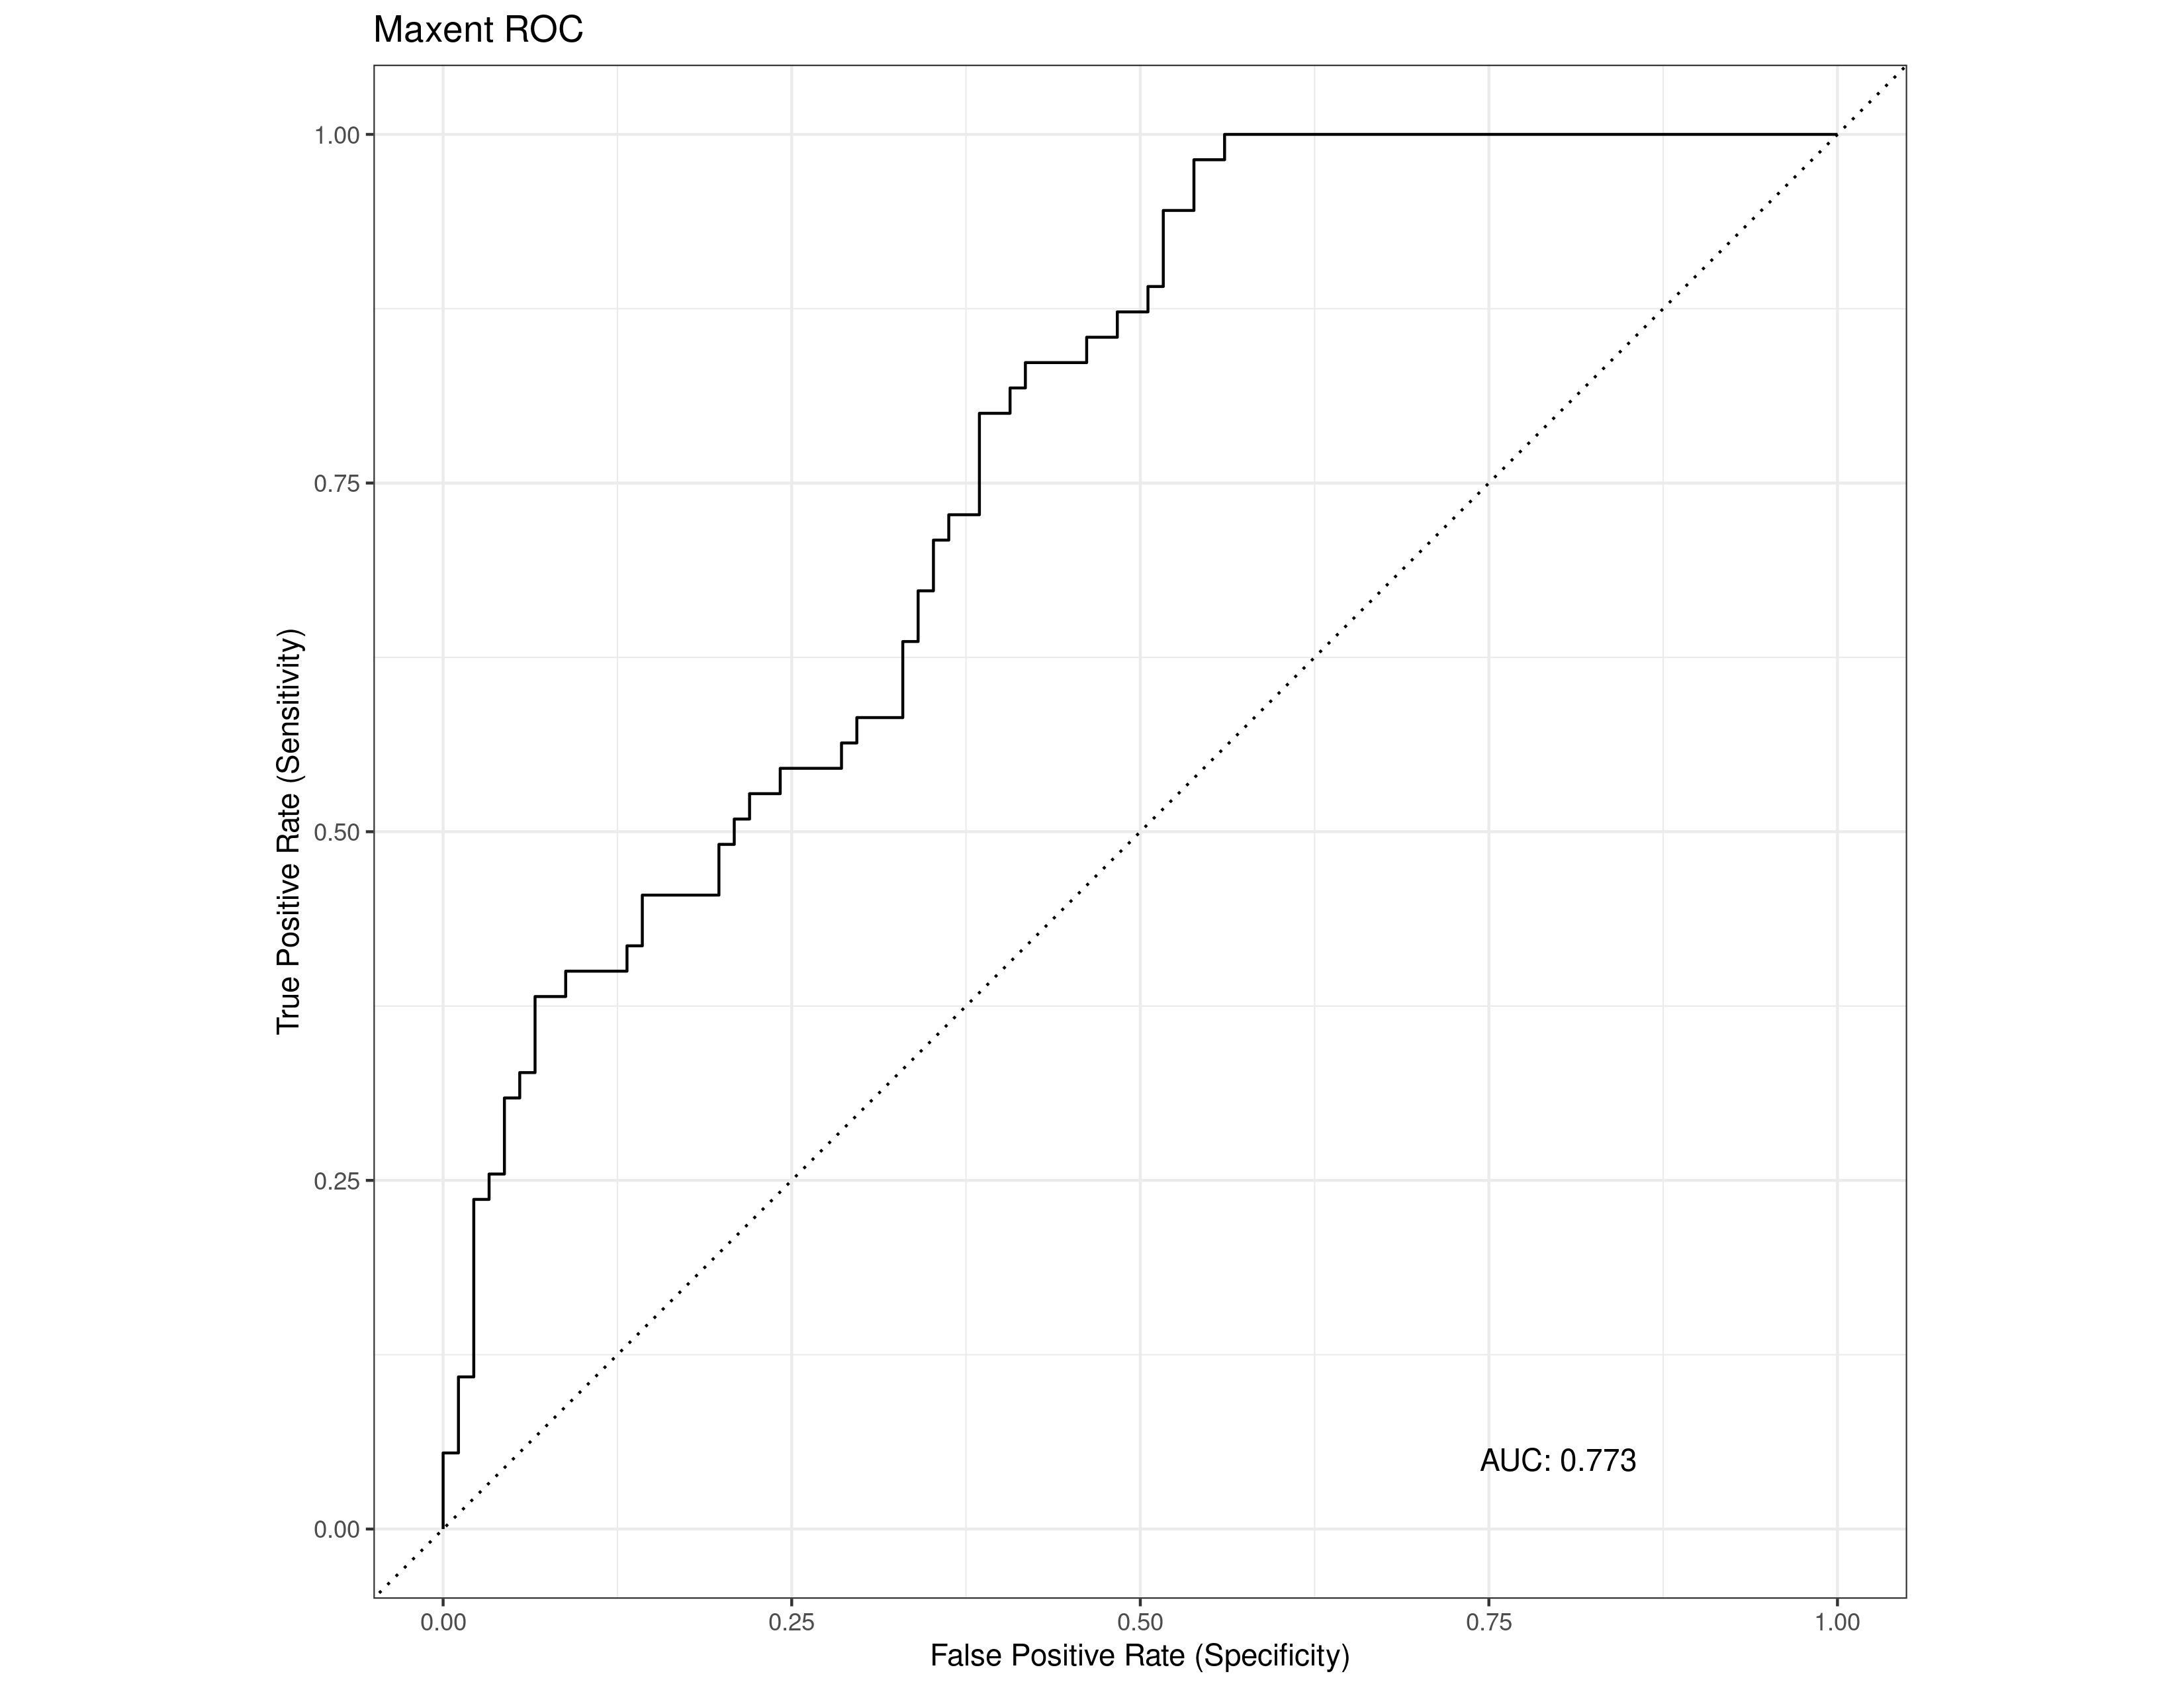 Maxent ROC
1.00
0.75
0.50
0.25
0.00
True Positive Rate (Sensitivity)
AUC: 0.773
0.00 0.25 0.50 0.75 1.00
False Positive Rate (Specificity)